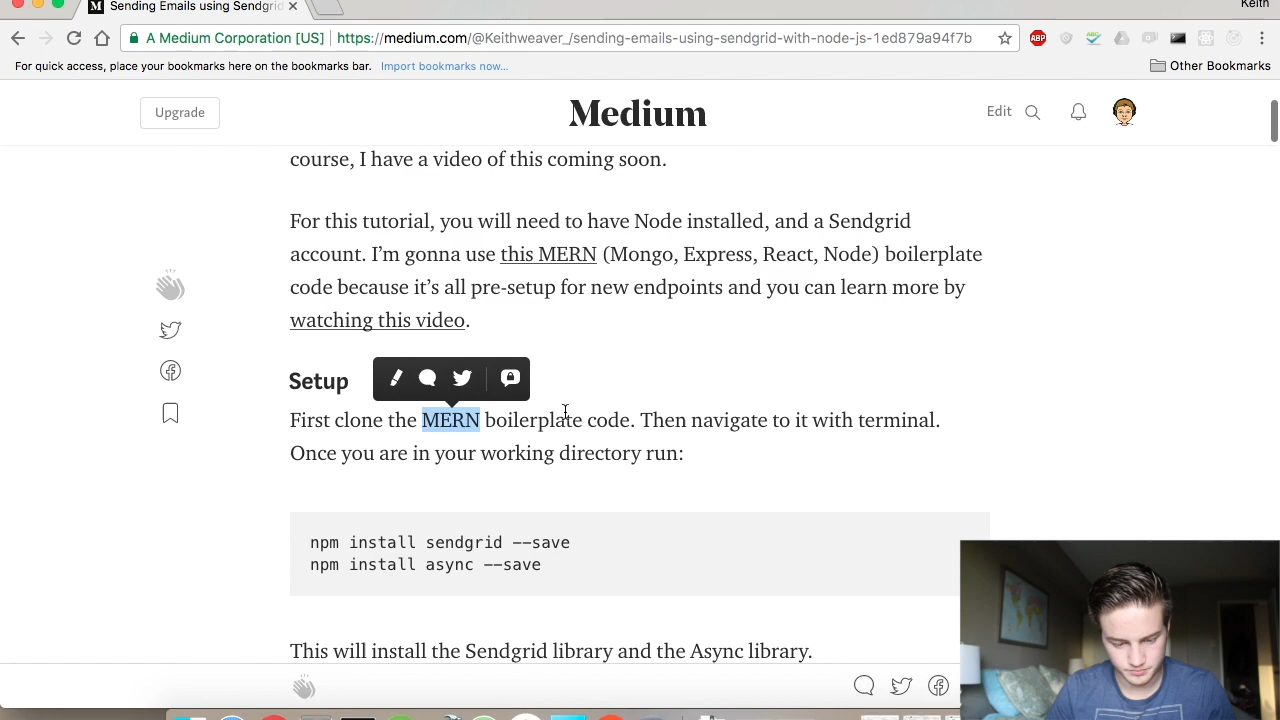 Sending Emails using Sendgrid
Keith
A Medium Corporation [US]
https://medium.com/@Keithweaver_/sending-emails-using-sendgrid-with-node-js-1ed879a94f7b
ABP
For quick access, place your bookmarks here on the bookmarks bar.
Import bookmarks now...
Other Bookmarks
Upgrade
Medium
Edit
course, I have a video of this coming soon.
For this tutorial, you will need to have Node installed, and a Sendgrid
account. I’m gonna use this MERN (Mongo, Express, React, Node) boilerplate
code because it’s all pre-setup for new endpoints and you can learn more by
watching this video.
Setup
First clone the MERN boilerplate code. Then navigate to it with terminal.
Once you are in your working directory run:
npm install sendgrid --save
npm install async --save
This will install the Sendgrid library and the Async library.